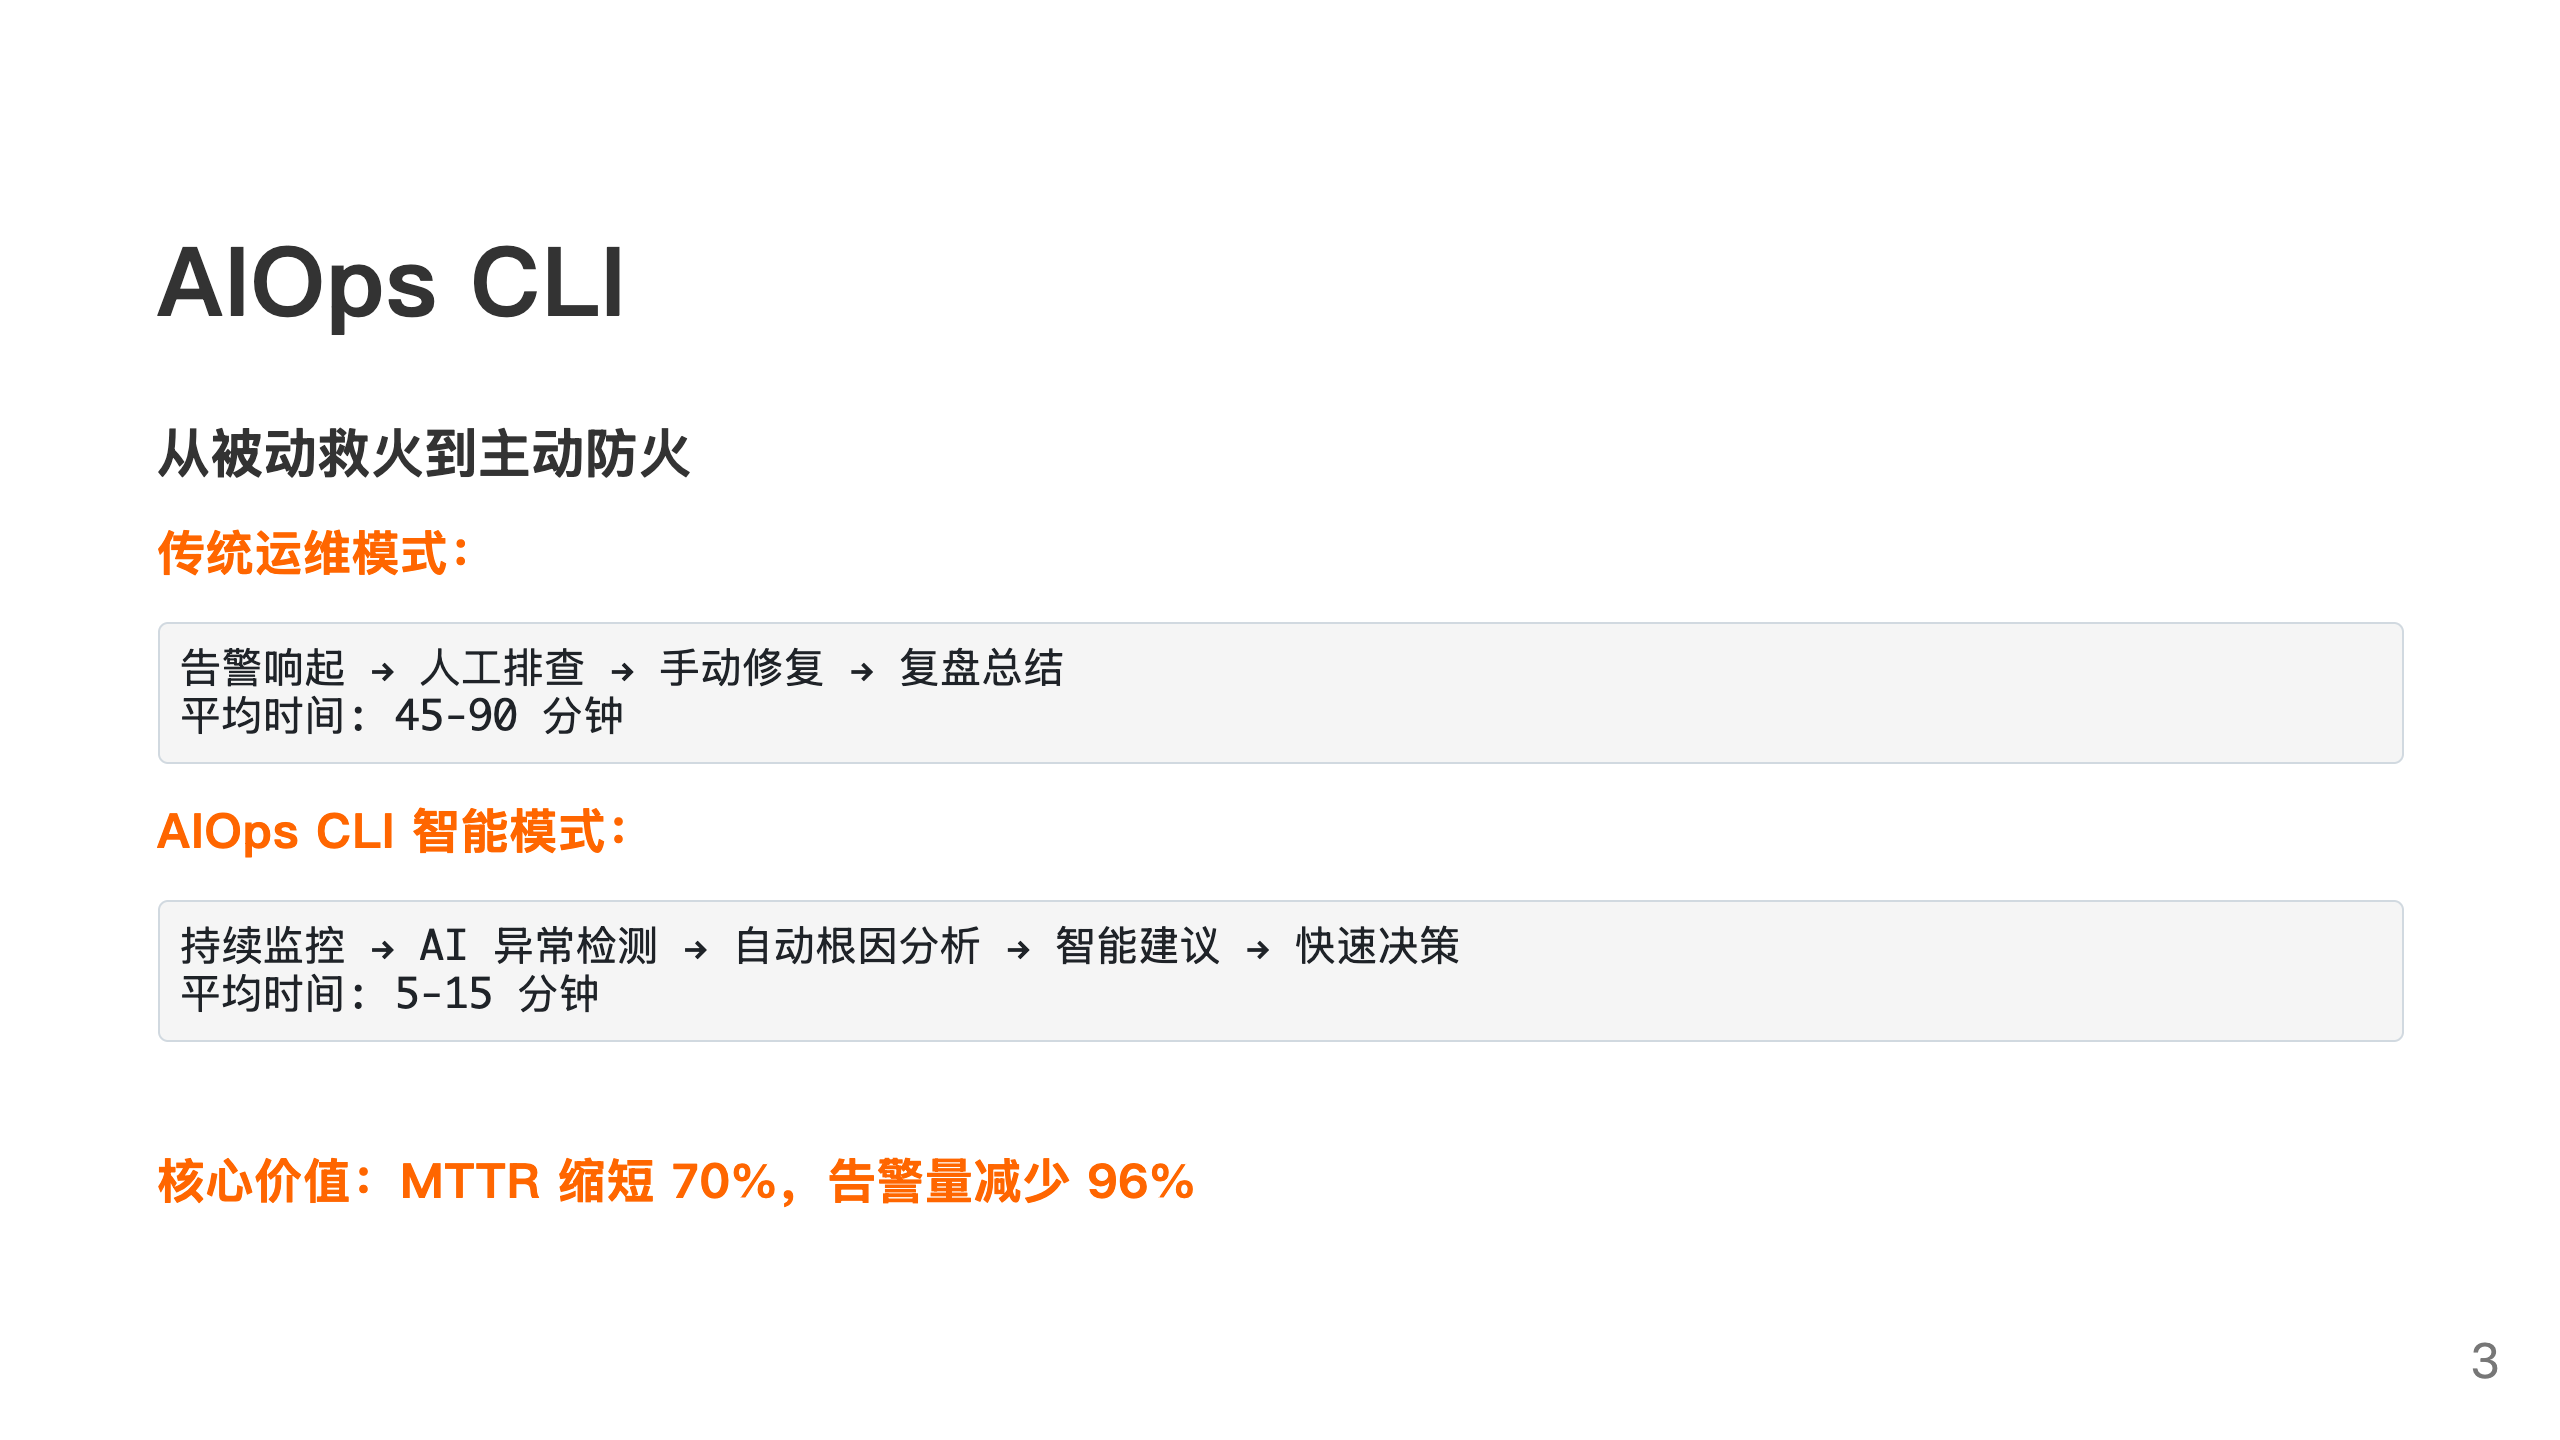 AIOps CLI
从被动救火到主动防火
传统运维模式：
告警响起 → 人工排查 → 手动修复 → 复盘总结
平均时间: 45-90 分钟
AIOps CLI 智能模式：
持续监控 → AI 异常检测 → 自动根因分析 → 智能建议 → 快速决策
平均时间: 5-15 分钟
核心价值：MTTR 缩短 70%，告警量减少 96%
3